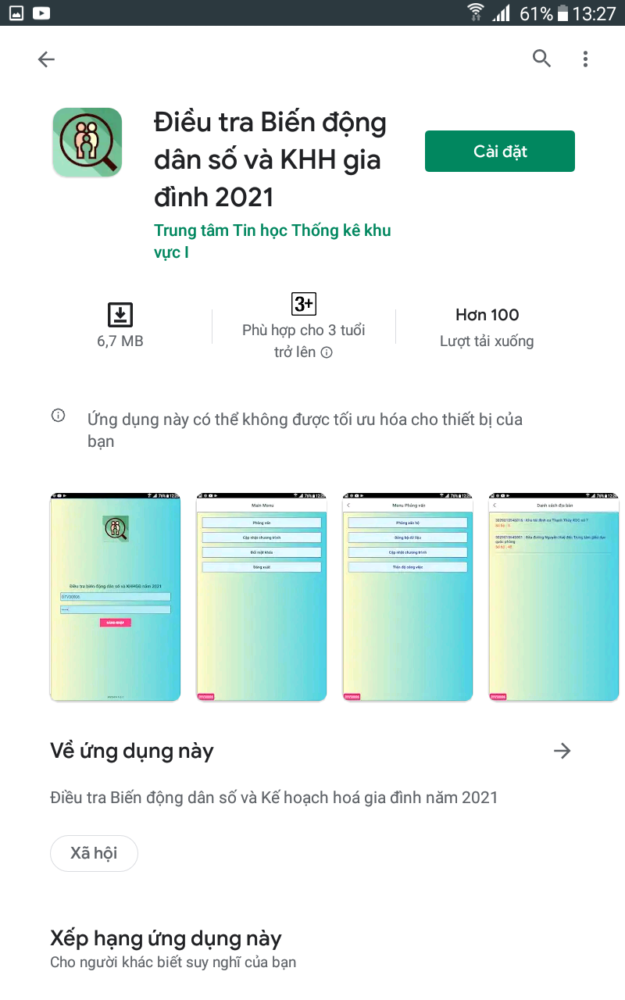 61% 13:27
Điều tra Biến động
dân số và KHH gia
đình 2021
Cài đặt
Trung tâm Tin học Thống kê khu
vực I
6,7 MB
3+
Phù hợp cho 3 tuổi
trở lên
Hơn 100
Lượt tải xuống
Ứng dụng này có thể không được tối ưu hóa cho thiết bị của
bạn
Điều tra biến động dân số và KHHGĐ năm 2021
ĐĂNG NHẬP
Main Menu
Phỏng vấn
Cập nhật chương trình
Đổi mật khẩu
Đăng xuất
Menu Phỏng vấn
Phỏng vấn hộ
Đồng bộ dữ liệu
Cập nhật chương trình
Tiến độ công việc
Danh sách địa bàn
Về ứng dụng này
Điều tra Biến động dân số và Kế hoạch hoá gia đình năm 2021
Xã hội
Xếp hạng ứng dụng này
Cho người khác biết suy nghĩ của bạn